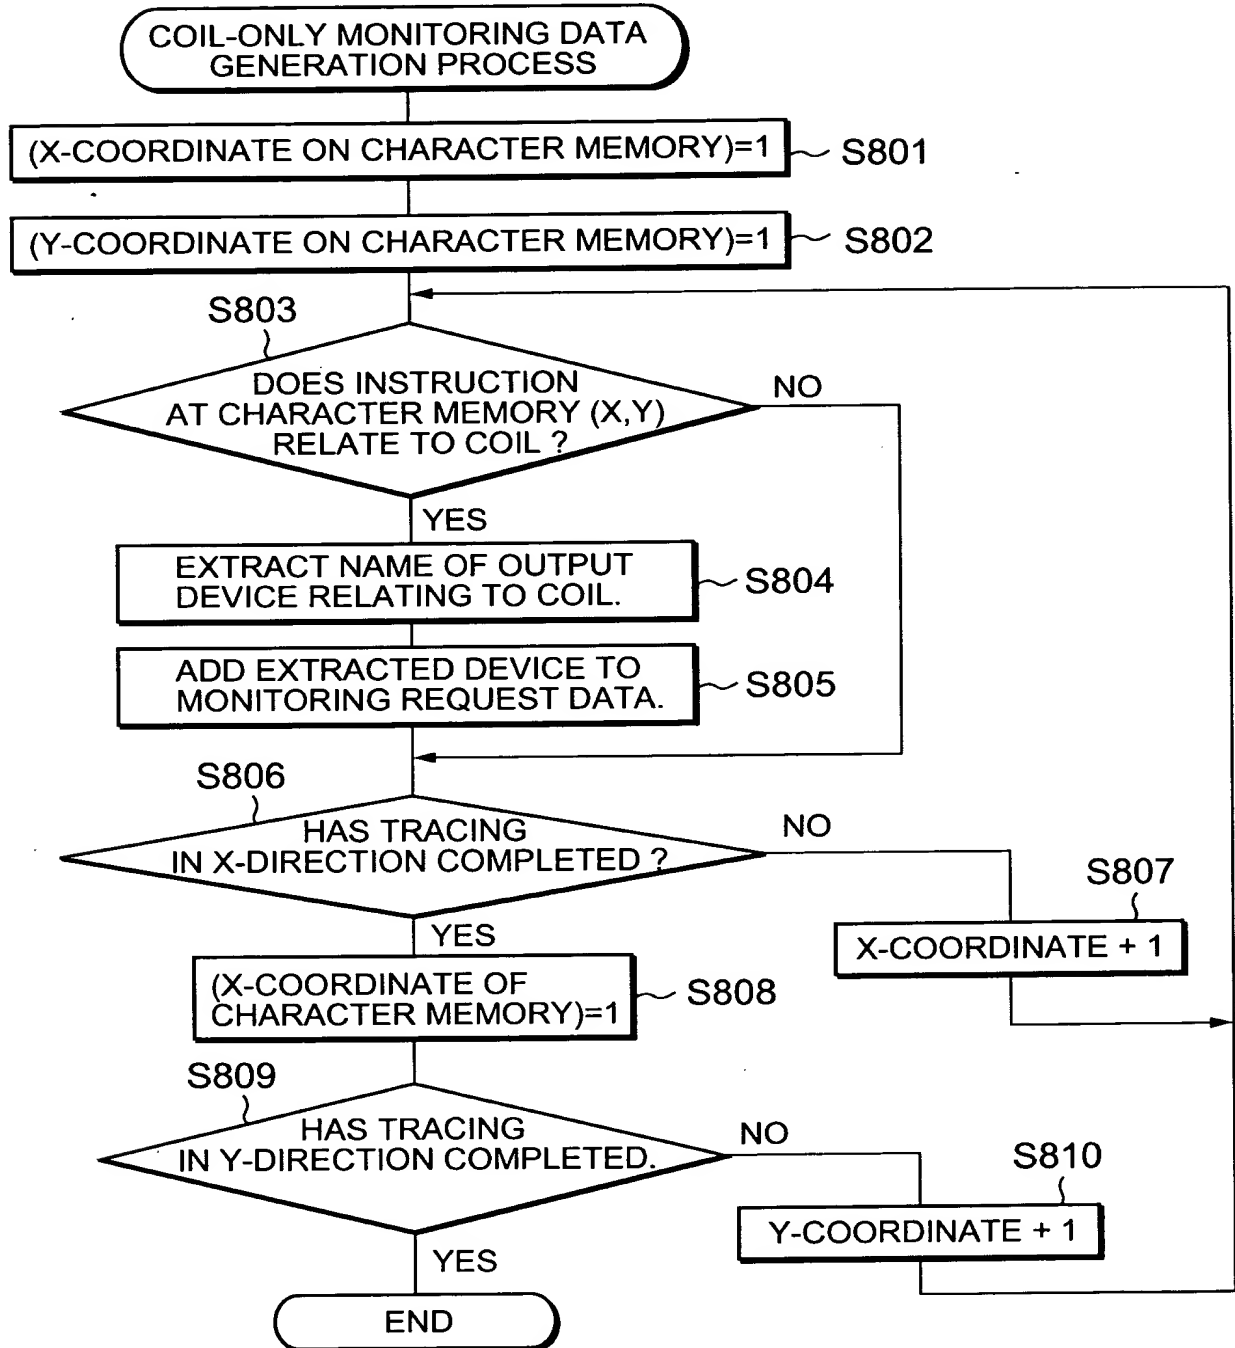 COIL-ONLY MONITORING DATA
GENERATION PROCESS
(X-COORDINATE ON CHARACTER MEMORY)=1
S801
(Y-COORDINATE ON CHARACTER MEMORY)=1
S802
S803
DOES INSTRUCTION
AT CHARACTER MEMORY (X,Y)
RELATE TO COIL ?
NO
YES
EXTRACT NAME OF OUTPUT
DEVICE RELATING TO COIL.
S804
ADD EXTRACTED DEVICE TO
MONITORING REQUEST DATA.
S805
S806
HAS TRACING
IN X-DIRECTION COMPLETED ?
NO
S807
X-COORDINATE + 1
YES
(X-COORDINATE OF
CHARACTER MEMORY)=1
S808
S809
HAS TRACING
IN Y-DIRECTION COMPLETED.
NO
S810
Y-COORDINATE + 1
YES
END